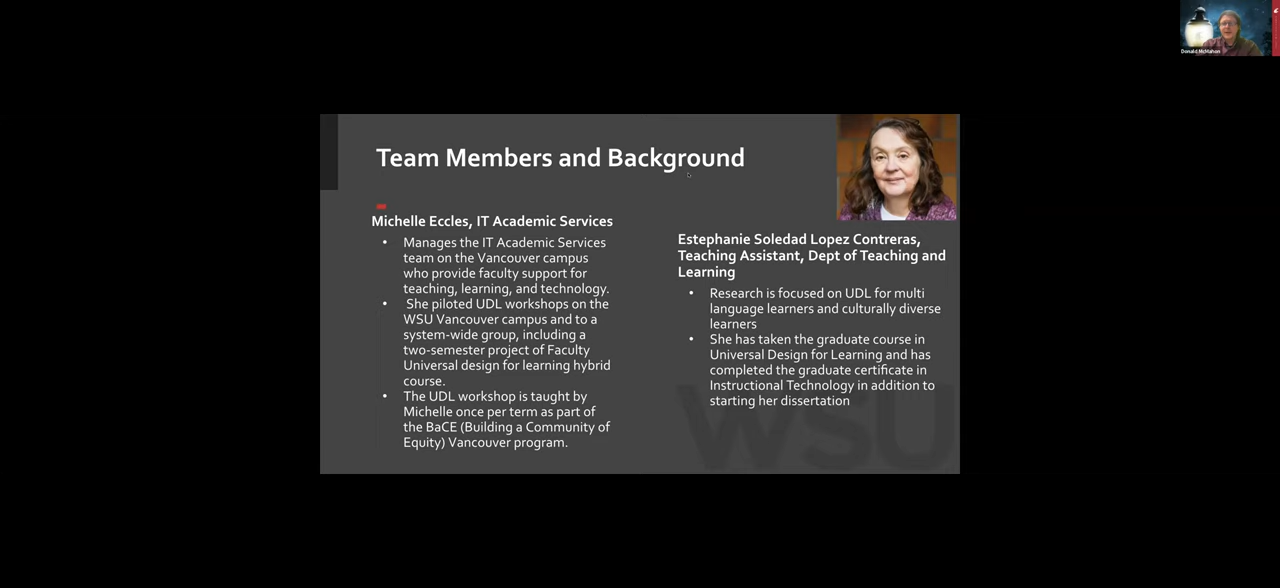 Donald McMahon
Team Members and Background
Michelle Eccles, IT Academic Services
• Manages the IT Academic Services
team on the Vancouver campus
who provide faculty support for
teaching, learning, and technology.
• She piloted UDL workshops on the
WSU Vancouver campus and to a
system-wide group, including a
two-semester project of Faculty
Universal design for learning hybrid
course.
• The UDL workshop is taught by
Michelle once per term as part of
the BaCE (Building a Community of
Equity) Vancouver program.
Estephanie Soledad Lopez Contreras,
Teaching Assistant, Dept of Teaching and
Learning
• Research is focused on UDL for multi
language learners and culturally diverse
learners
• She has taken the graduate course in
Universal Design for Learning and has
completed the graduate certificate in
Instructional Technology in addition to
starting her dissertation
WSU